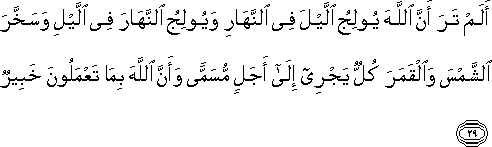 أَلَمْ تَرَ أَنَّ ٱللَّهَ يُولِجُ ٱلَّيْلَ فِى ٱلنَّهَارِ وَيُولِجُ ٱلنَّهَارَ فِى ٱلَّيْلِ وَسَخَّرَ
ٱلشَّمْسَ وَٱلْقَمَرَ كُلٌّ يَجْرِىٓ إِلَىٰٓ أَجَلٍ مُّسَمًّى وَأَنَّ ٱللَّهَ بِمَا تَعْمَلُونَ خَبِيرٌ
٢٩